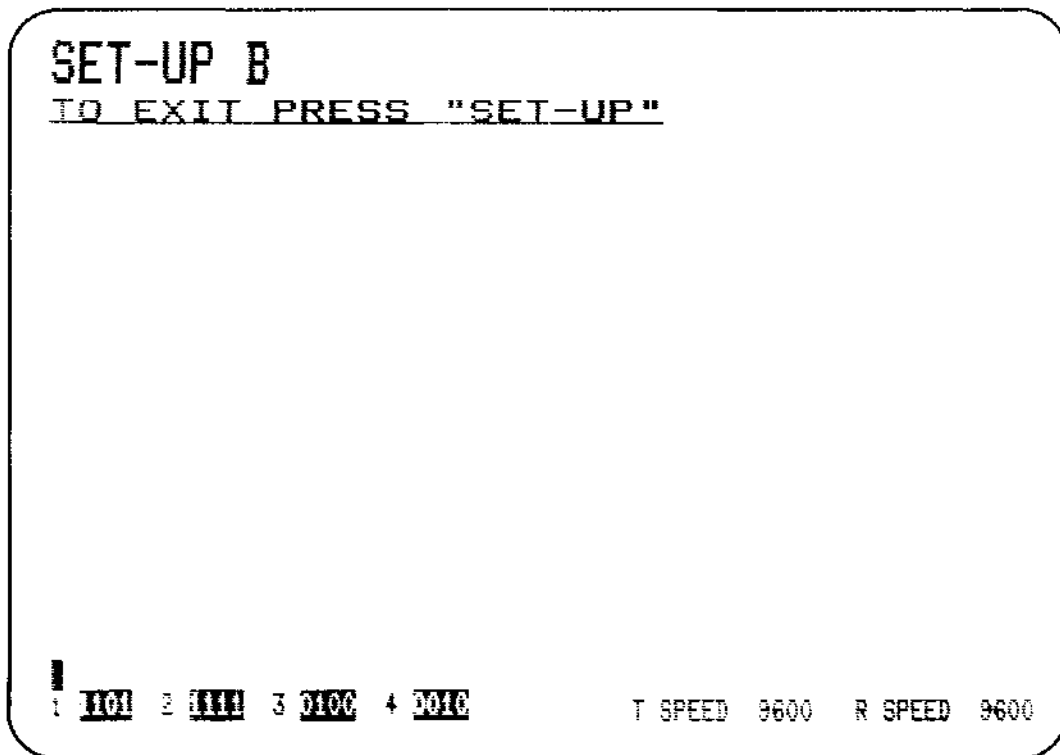 SET-UP B
TO EXIT PRESS "SET-UP"
1 1101 2 1111 3 0100 4 0010 T SPEED 9600 R SPEED 9600